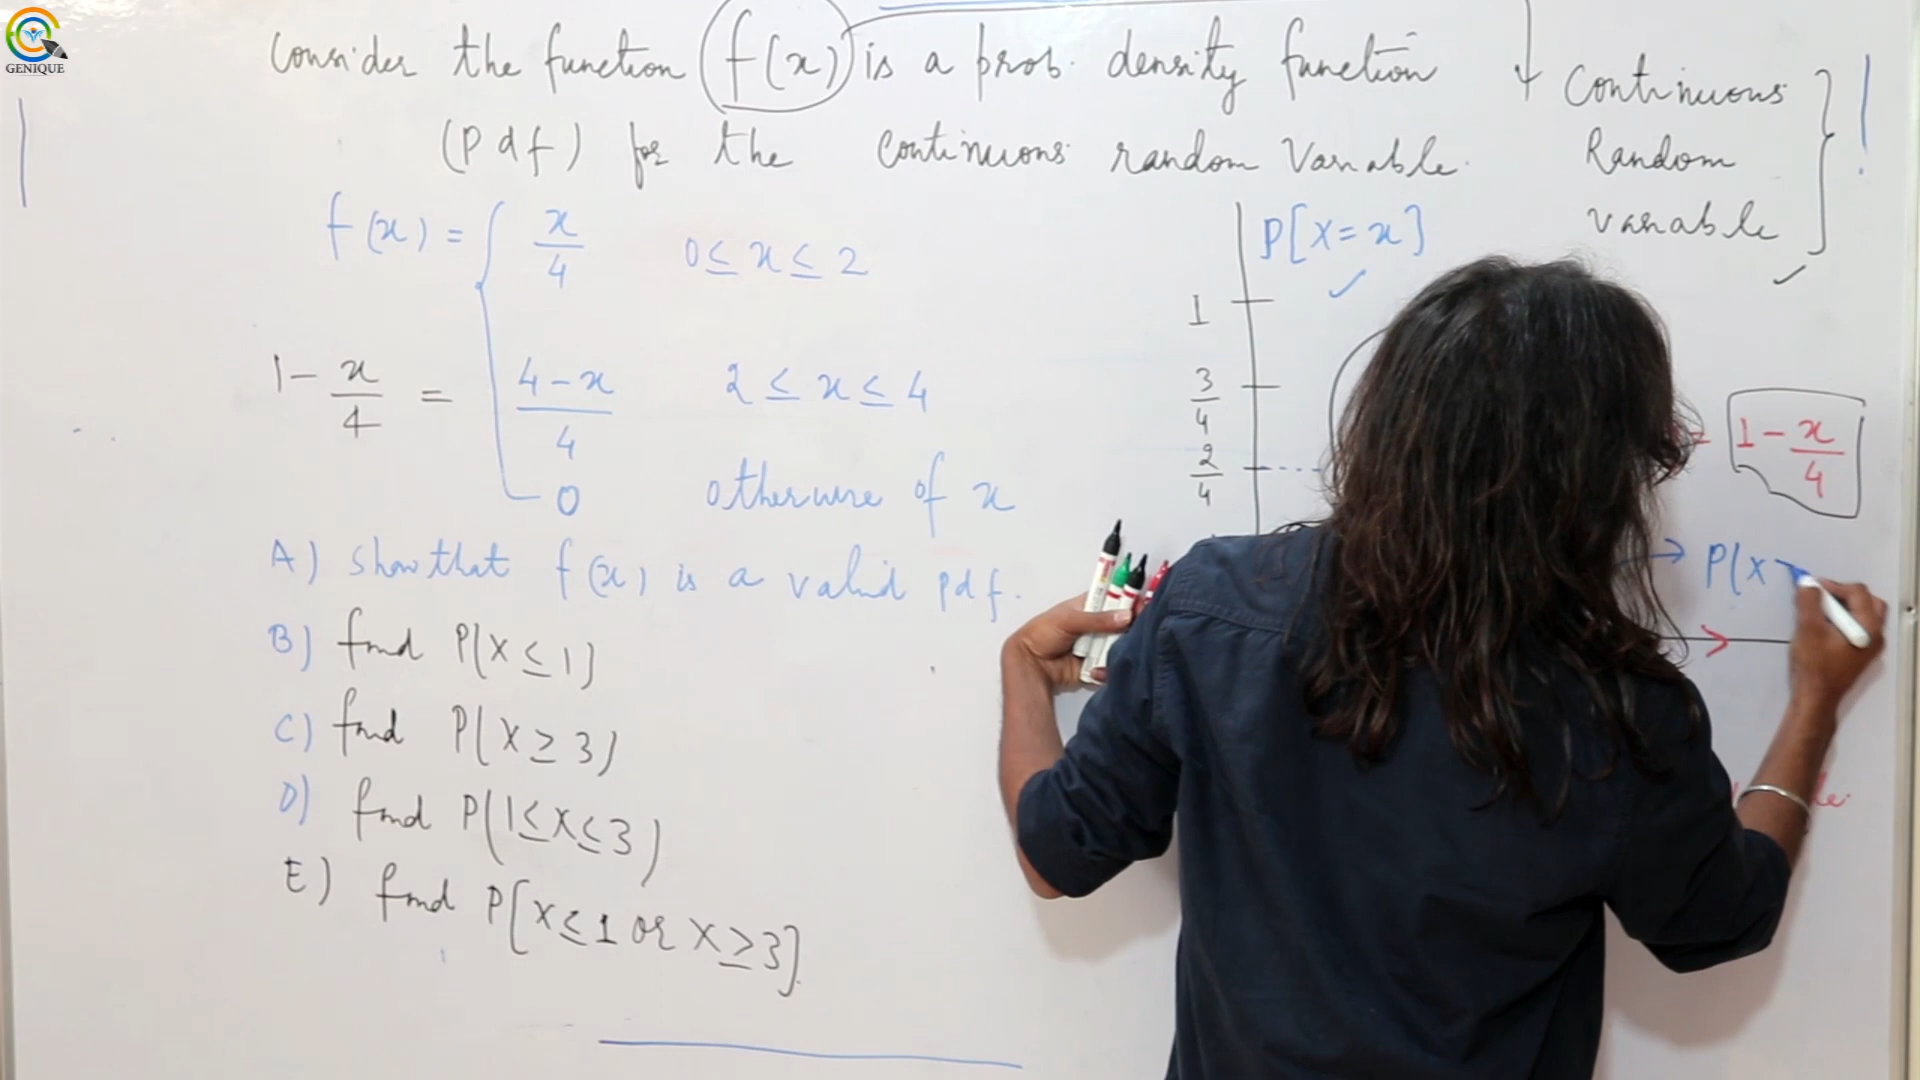 GENIQUE
Consider the function f(x) is a prob. density function
(Pdf) for the continuous random Variable.
Continuous
Random
variable
f(x) = { x/4 0 ≤ x ≤ 2
1 - x/4 = 4-x/4 2 ≤ x ≤ 4
0 otherwise of x
A) show that f(x) is a valid pdf.
B) find P(X ≤ 1)
C) find P(X ≥ 3)
D) find P(1 ≤ X ≤ 3)
E) find P[X ≤ 1 or X ≥ 3].
P[X = x]
1
3/4
2/4
= 1 - x/4
P(X